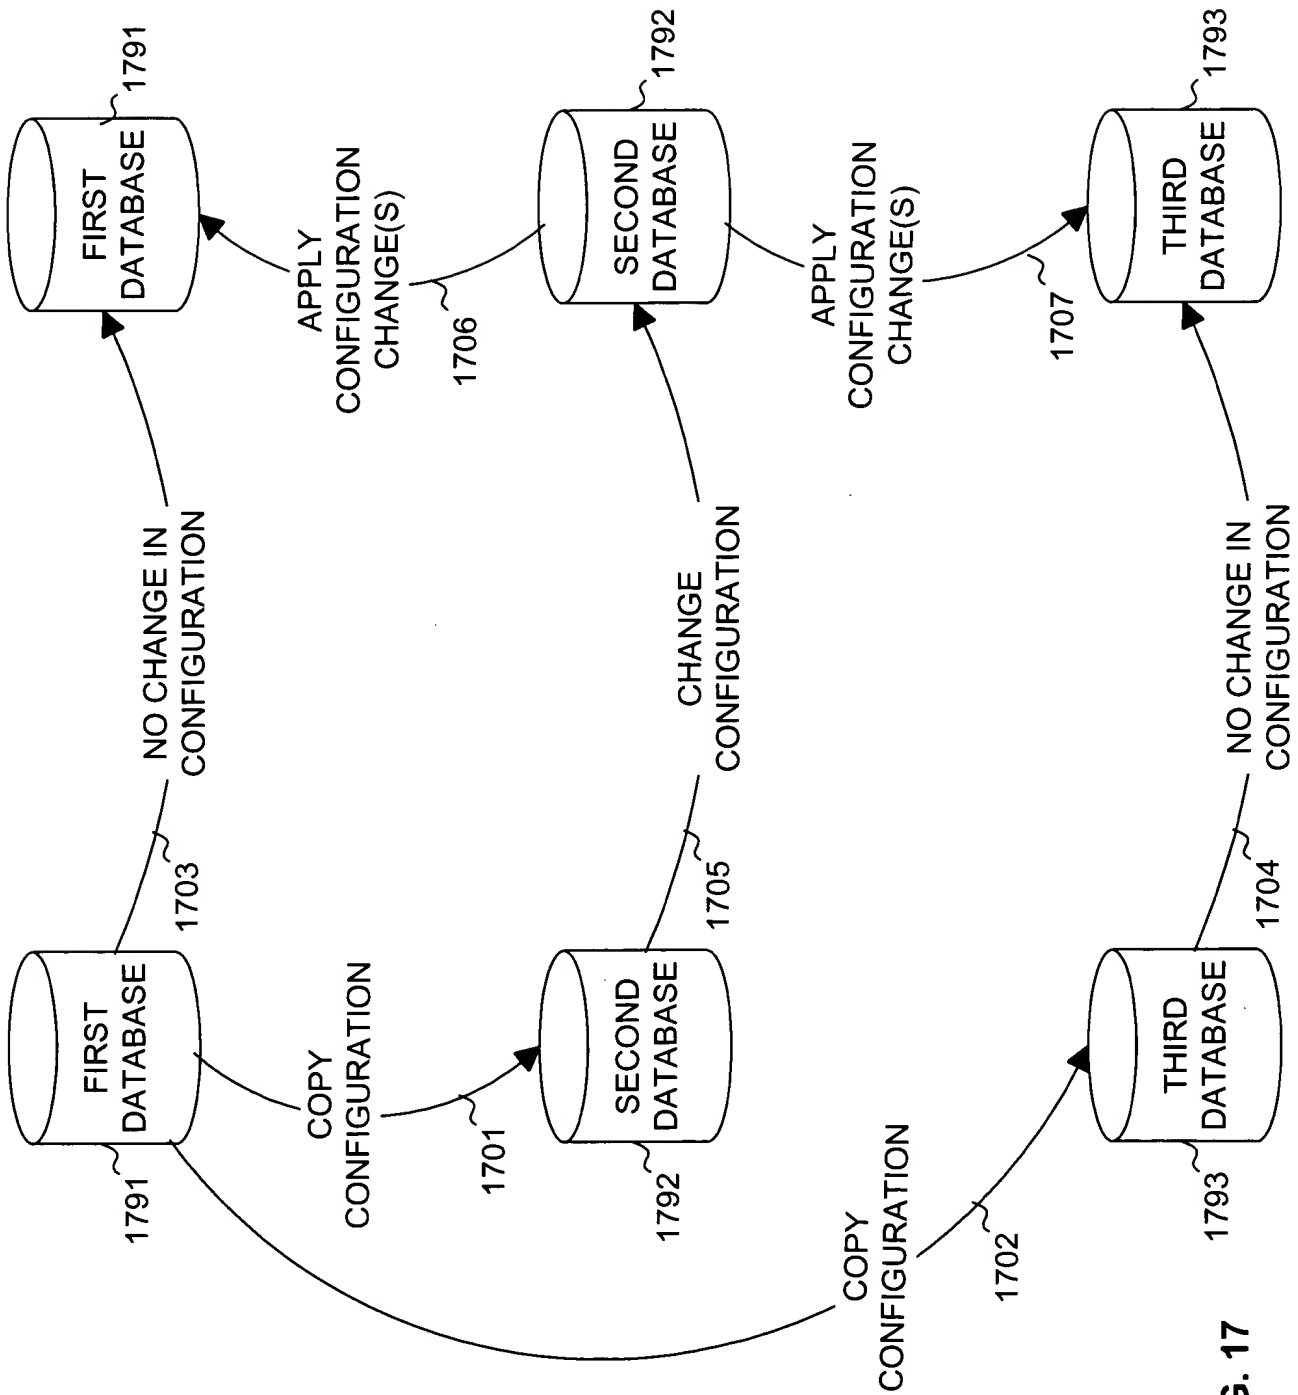 FIRST
DATABASE
1791
NO CHANGE IN
CONFIGURATION
1703
FIRST
DATABASE
1791
COPY
CONFIGURATION
1701
APPLY
CONFIGURATION
CHANGE(S)
1706
SECOND
DATABASE
1792
CHANGE
CONFIGURATION
1705
SECOND
DATABASE
1792
COPY
CONFIGURATION
1702
APPLY
CONFIGURATION
CHANGE(S)
1707
THIRD
DATABASE
1793
NO CHANGE IN
CONFIGURATION
1704
THIRD
DATABASE
1793
G. 17